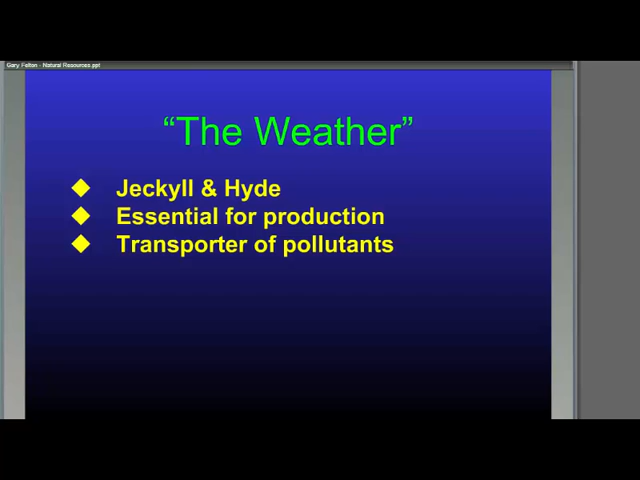 Gary Felton - Natural Resources.ppt
“The Weather”
Jeckyll & Hyde
Essential for production
Transporter of pollutants